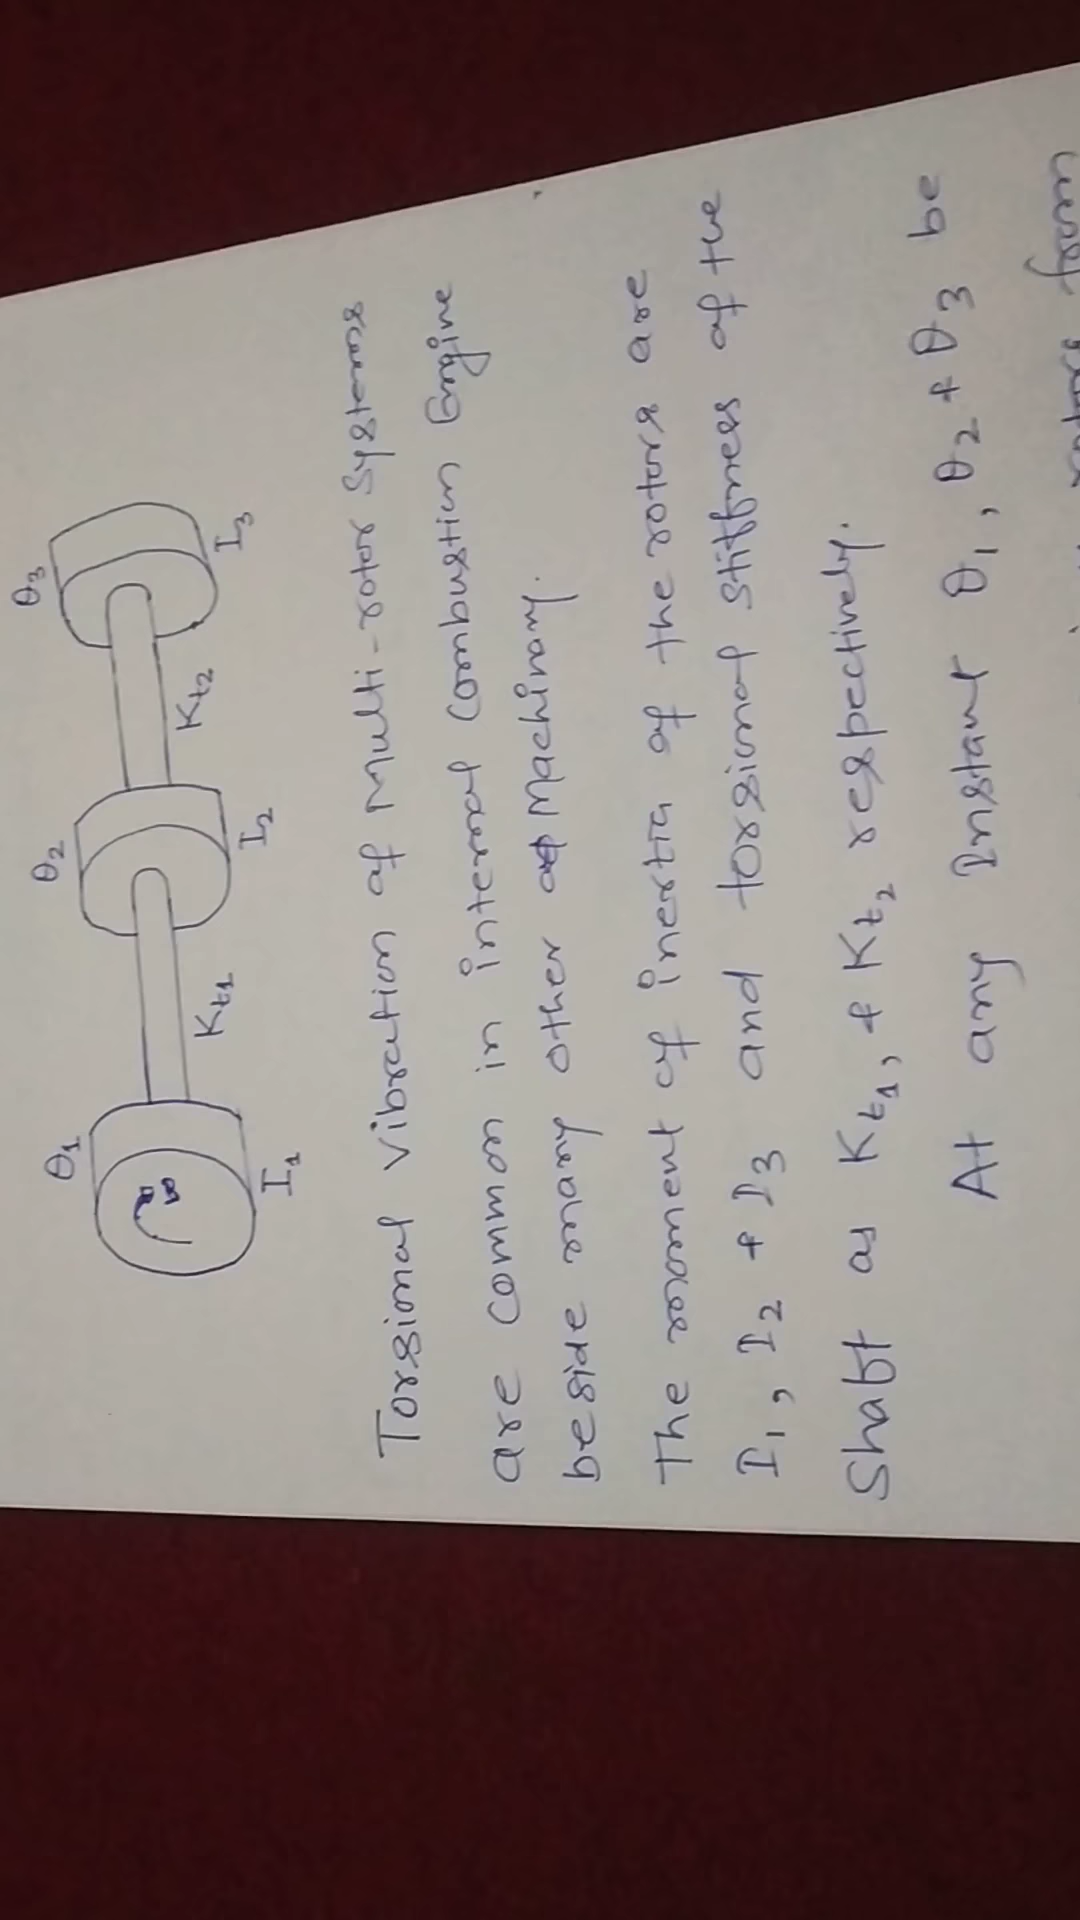 θ1 θ2 θ3
Kt1 Kt2
I1 I2 I3
Torsional vibration of Multi-rotor systems
are common in internal combustion Engine
beside many other Machinary.
The moment of inertia of the rotors are
I1, I2 & I3 and torsional stiffness of the
Shaft as Kt1, & Kt2 respectively.
At any Instant θ1, θ2 & θ3 be